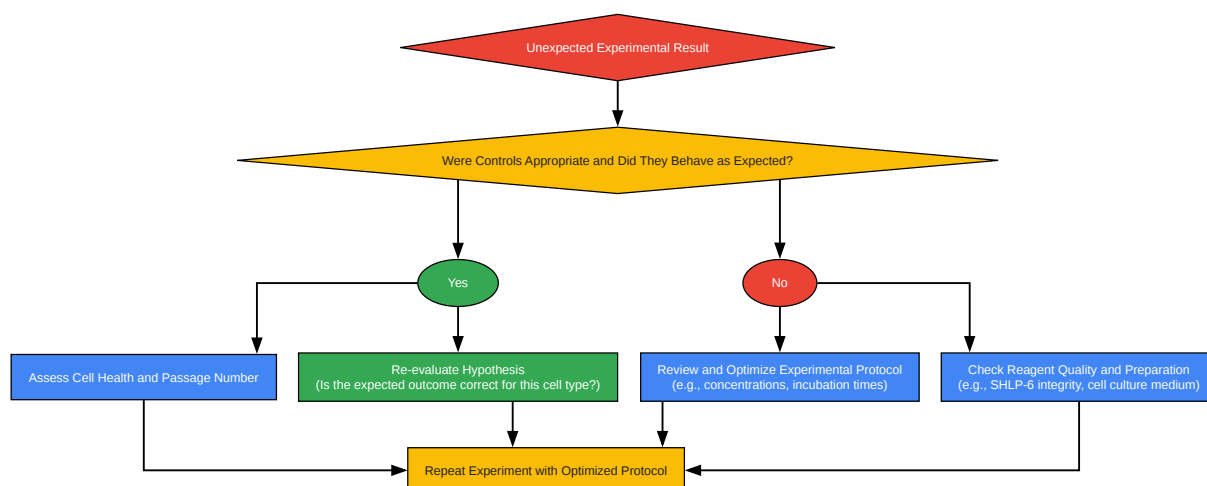 Unexpected Experimental Result
Were Controls Appropriate and Did They Behave as Expected?
Yes
No
Assess Cell Health and Passage Number
Re-evaluate Hypothesis
(Is the expected outcome correct for this cell type?)
Review and Optimize Experimental Protocol
(e.g., concentrations, incubation times)
Check Reagent Quality and Preparation
(e.g., SHLP-6 integrity, cell culture medium)
Repeat Experiment with Optimized Protocol